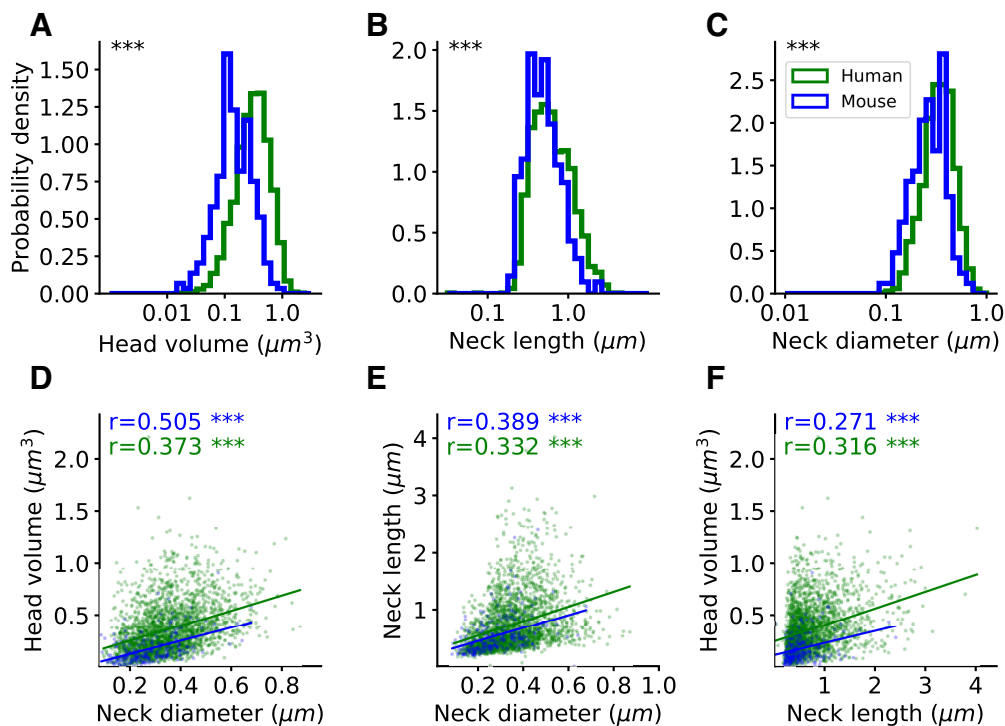 A
B
C
***
***
***
Probability density
1.50
1.25
1.00
0.75
0.50
0.25
0.00
0.01
0.1
1.0
Head volume (μm³)
2.0
1.5
1.0
0.5
0.0
0.1
1.0
Neck length (μm)
Human
Mouse
2.5
2.0
1.5
1.0
0.5
0.0
0.01
0.1
1.0
Neck diameter (μm)
D
E
F
r=0.505 ***
r=0.373 ***
Head volume (μm³)
2.0
1.5
1.0
0.5
0.2
0.4
0.6
0.8
Neck diameter (μm)
r=0.389 ***
r=0.332 ***
Neck length (μm)
4
3
2
1
0.2
0.4
0.6
0.8
1.0
Neck diameter (μm)
r=0.271 ***
r=0.316 ***
Head volume (μm³)
2.0
1.5
1.0
0.5
1
2
3
4
Neck length (μm)